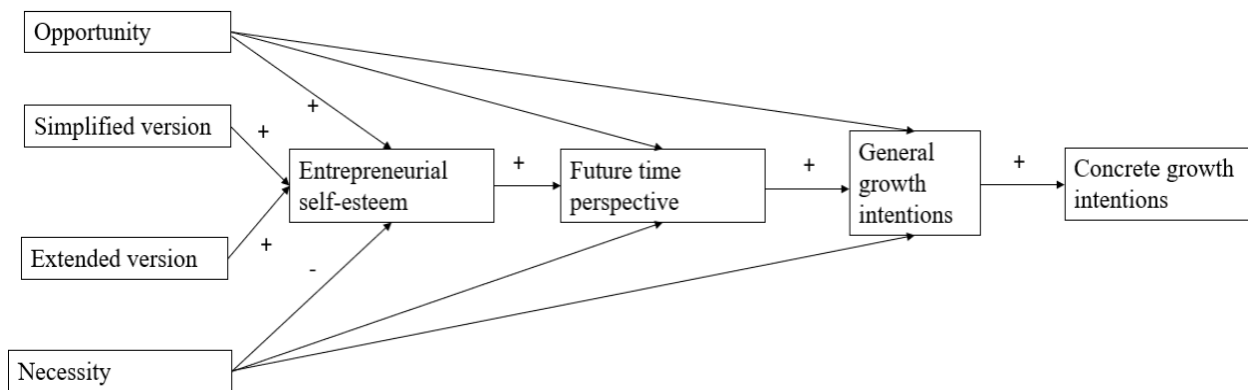 Opportunity
+
Simplified version
+
Entrepreneurial
self-esteem
+
Future time
perspective
+
General
growth
intentions
+
Concrete growth
intentions
Extended version
+
-
Necessity